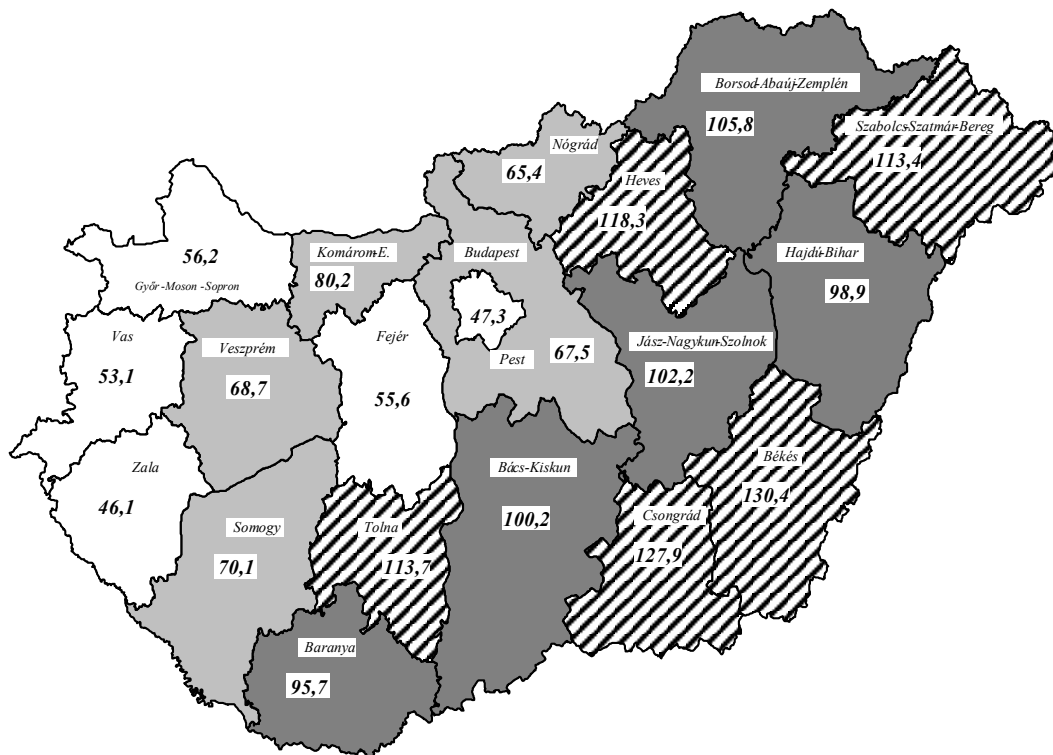 Borsod-Abaúj-Zemplén
105,8
Szabolcs-Szatmár-Bereg
113,4
Nógrád
65,4
Heves
118,3
56,2
Győr-Moson-Sopron
Komárom-E.
80,2
Budapest
47,3
Hajdú-Bihar
98,9
Vas
53,1
Veszprém
68,7
Fejér
55,6
Pest
67,5
Jász-Nagykun-Szolnok
102,2
Zala
46,1
Somogy
70,1
Tolna
113,7
Bács-Kiskun
100,2
Csongrád
127,9
Békés
130,4
Baranya
95,7